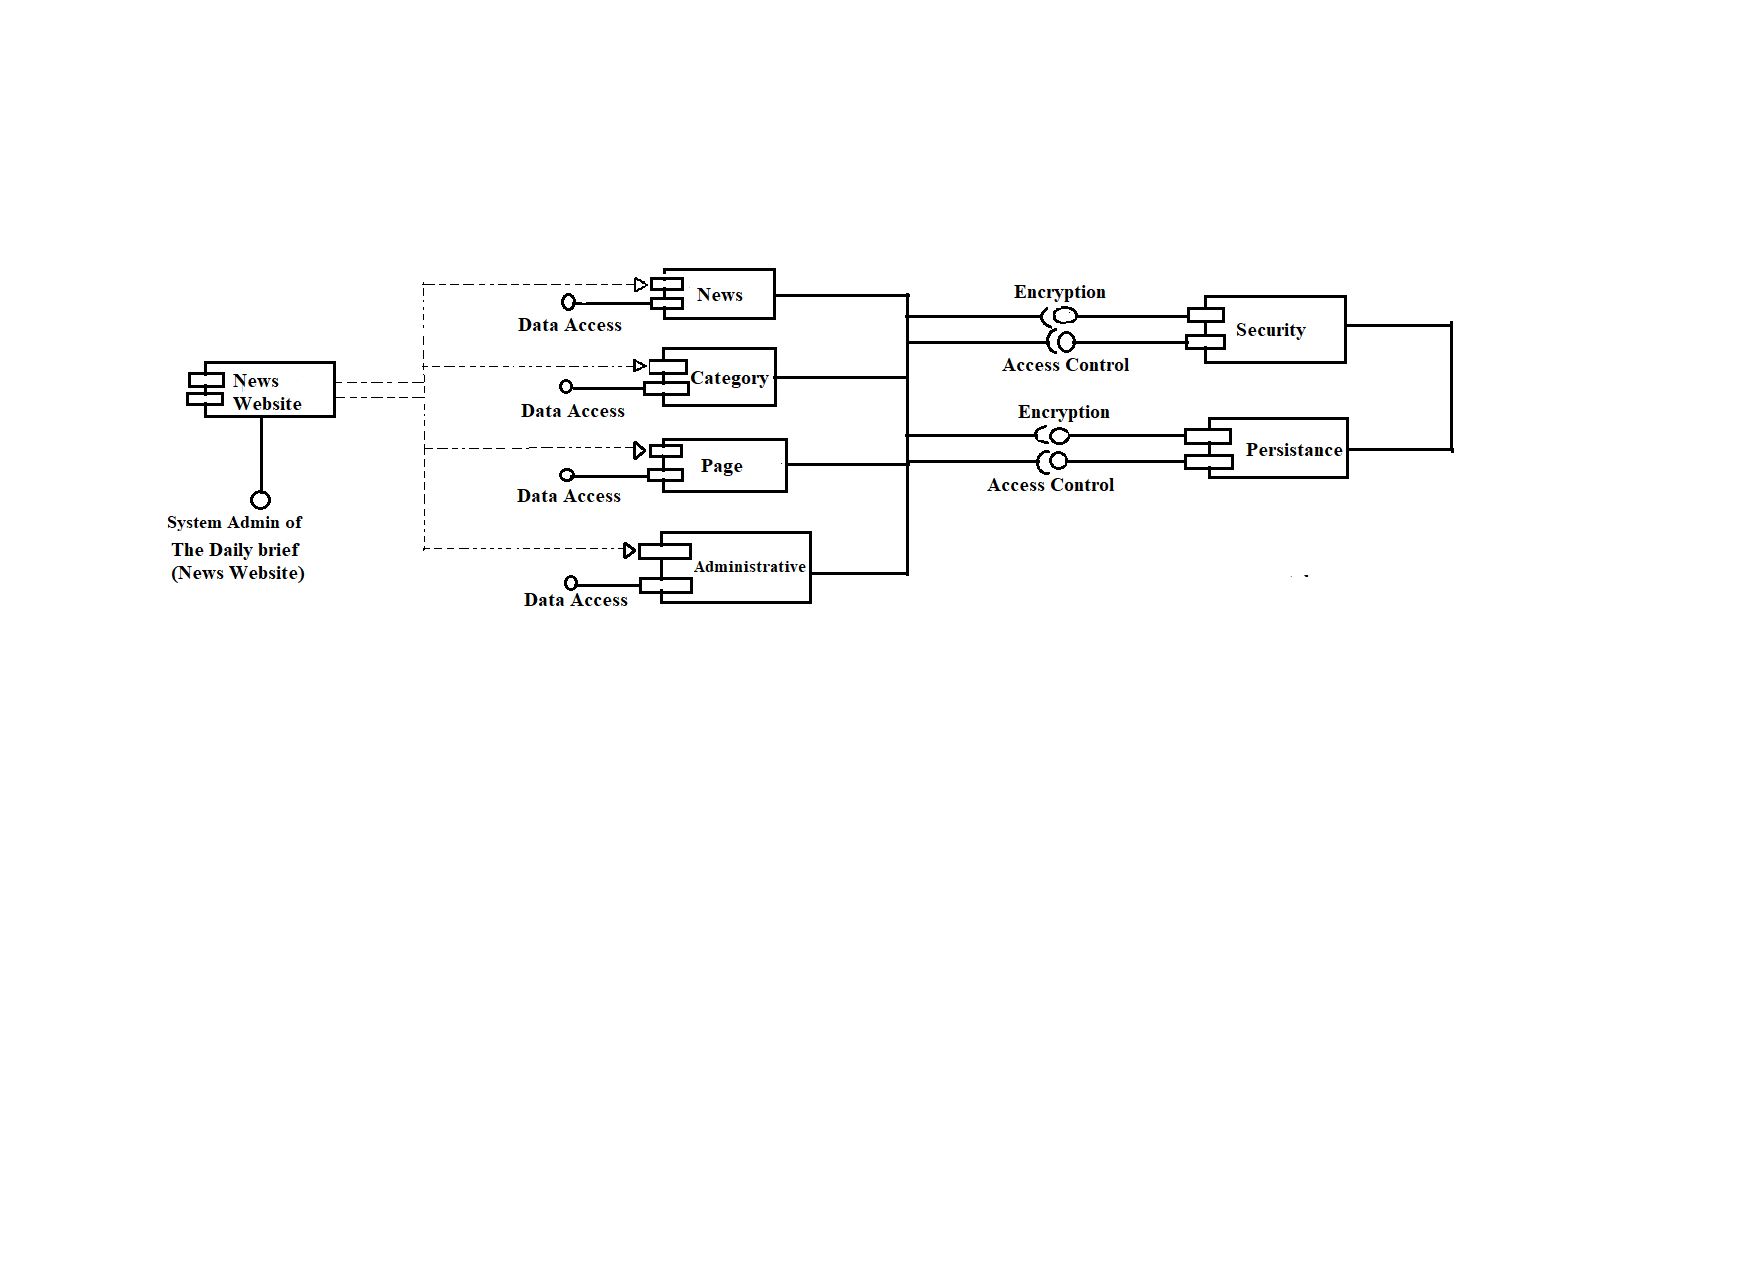 News
Website
System Admin of
The Daily brief
(News Website)
News
Data Access
Category
Data Access
Page
Data Access
Administrative
Data Access
Encryption
Access Control
Security
Encryption
Access Control
Persistance